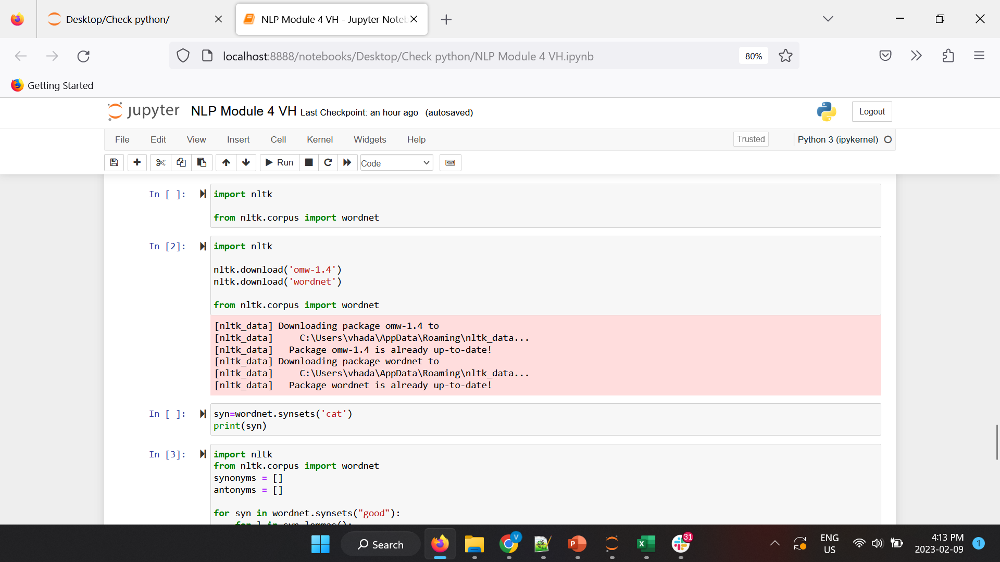 Desktop/Check python/
NLP Module 4 VH - Jupyter Noteb
localhost:8888/notebooks/Desktop/Check python/NLP Module 4 VH.ipynb
80%
Getting Started
jupyter NLP Module 4 VH Last Checkpoint: an hour ago (autosaved)
Logout
File Edit View Insert Cell Kernel Widgets Help
Trusted
Python 3 (ipykernel)
Run
Code
In [ ]:
import nltk
from nltk.corpus import wordnet
In [2]:
import nltk
nltk.download('omw-1.4')
nltk.download('wordnet')
from nltk.corpus import wordnet
[nltk_data] Downloading package omw-1.4 to
[nltk_data]     C:\Users\vhada\AppData\Roaming\nltk_data...
[nltk_data]   Package omw-1.4 is already up-to-date!
[nltk_data] Downloading package wordnet to
[nltk_data]     C:\Users\vhada\AppData\Roaming\nltk_data...
[nltk_data]   Package wordnet is already up-to-date!
In [ ]:
syn=wordnet.synsets('cat')
print(syn)
In [3]:
import nltk
from nltk.corpus import wordnet
synonyms = []
antonyms = []
for syn in wordnet.synsets("good"):
for l in syn.lemmas():
Search
V
P
X
31
ENG
US
4:13 PM
2023-02-09
1